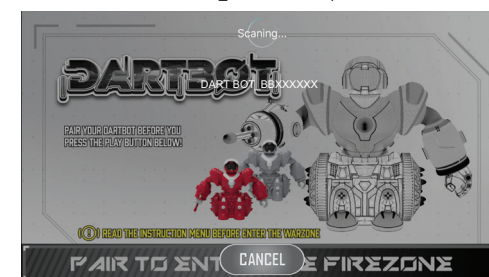 Scaning...
DARTBOT
DART BOT_BBXXXXXX
PAIR YOUR DARTBOT BEFORE YOU
PRESS THE PLAY BUTTON BELOW!
READ THE INSTRUCTION MENU BEFORE ENTER THE WARZONE
PAIR TO ENT
CANCEL
E FIREZONE